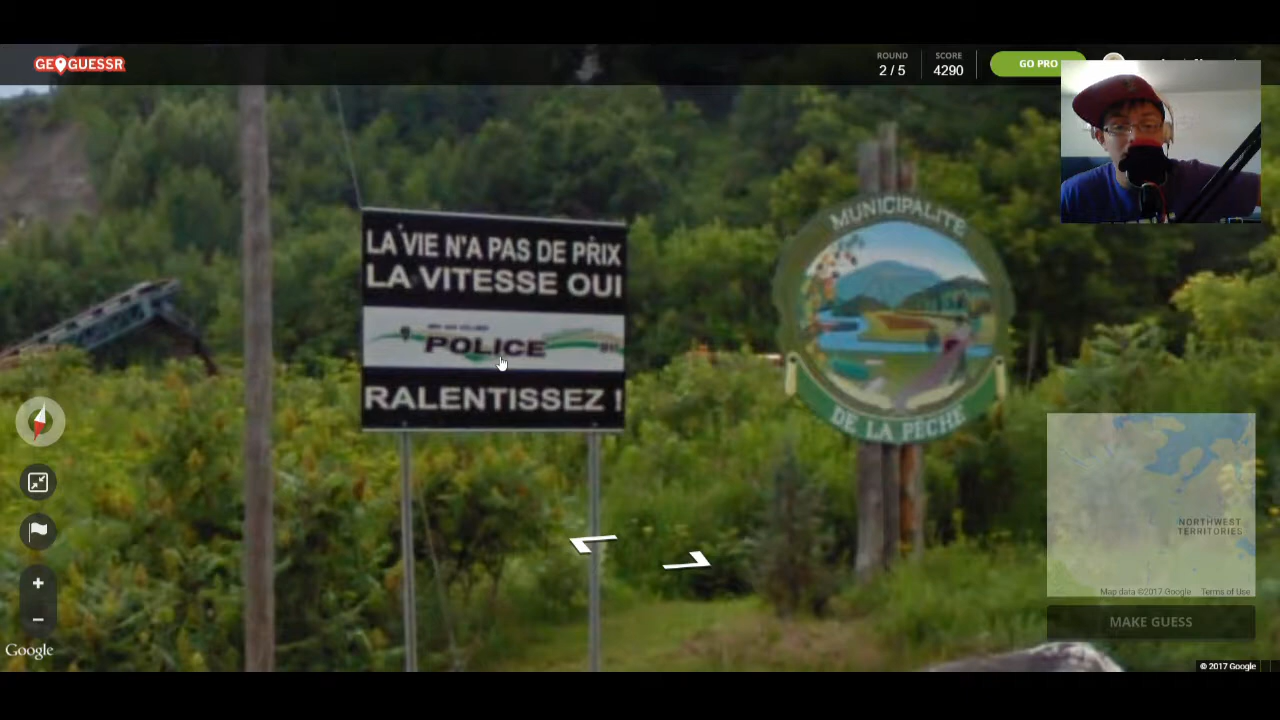 GEOGUESSR
ROUND
2 / 5
SCORE
4290
GO PRO
LA VIE N'A PAS DE PRIX
LA VITESSE OUI
POLICE
RALENTISSEZ !
MUNICIPALITÉ
DE LA PÊCHE
NORTHWEST
TERRITORIES
Map data ©2017 Google
Terms of Use
MAKE GUESS
Google
© 2017 Google